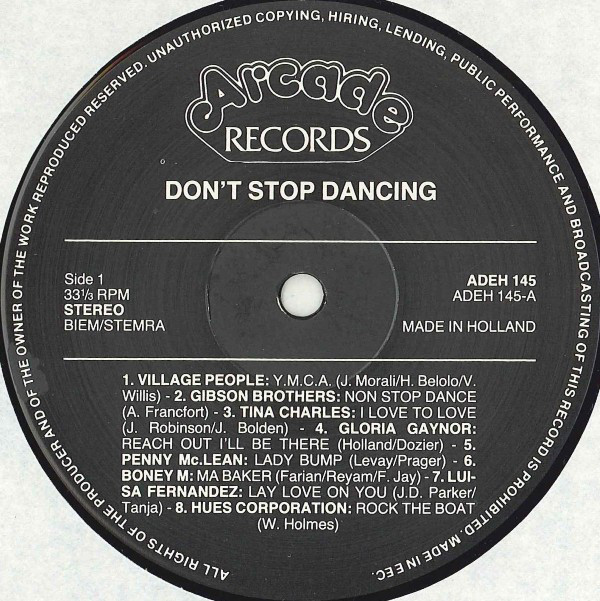 ALL RIGHTS OF THE PRODUCER AND OF THE OWNER OF THE WORK REPRODUCED RESERVED. UNAUTHORIZED COPYING, HIRING, LENDING, PUBLIC PERFORMANCE AND BROADCASTING OF THIS RECORD IS PROHIBITED. MADE IN EEC.
Arcade
RECORDS
DON'T STOP DANCING
Side 1
33⅓ RPM
STEREO
BIEM/STEMRA
ADEH 145
ADEH 145-A
MADE IN HOLLAND
1. VILLAGE PEOPLE: Y.M.C.A. (J. Morali/H. Belolo/V.
Willis) - 2. GIBSON BROTHERS: NON STOP DANCE
(A. Francfort) - 3. TINA CHARLES: I LOVE TO LOVE
(J. Robinson/J. Bolden) - 4. GLORIA GAYNOR:
REACH OUT I'LL BE THERE (Holland/Dozier) - 5.
PENNY Mc.LEAN: LADY BUMP (Levay/Prager) - 6.
BONEY M: MA BAKER (Farian/Reyam/F. Jay) - 7. LUI-
SA FERNANDEZ: LAY LOVE ON YOU (J.D. Parker/
Tanja) - 8. HUES CORPORATION: ROCK THE BOAT
(W. Holmes)